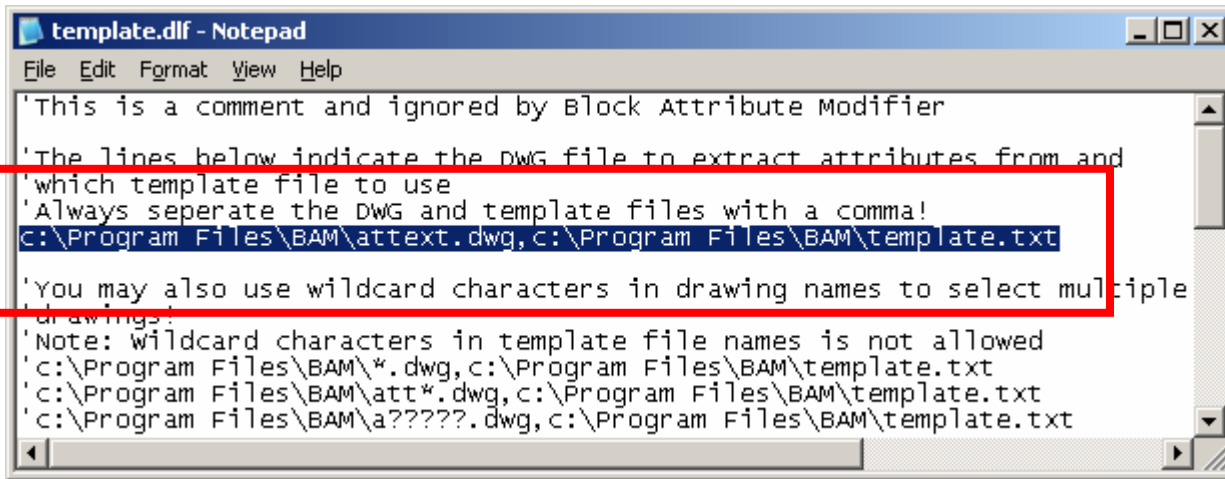 template.dlf - Notepad
File Edit Format View Help
'This is a comment and ignored by Block Attribute Modifier
'The lines below indicate the DWG file to extract attributes from and
'which template file to use
'Always seperate the DWG and template files with a comma!
c:\Program Files\BAM\attext.dwg,c:\Program Files\BAM\template.txt
'You may also use wildcard characters in drawing names to select multiple
'drawings!
'Note: Wildcard characters in template file names is not allowed
'c:\Program Files\BAM\*.dwg,c:\Program Files\BAM\template.txt
'c:\Program Files\BAM\att*.dwg,c:\Program Files\BAM\template.txt
'c:\Program Files\BAM\a?????.dwg,c:\Program Files\BAM\template.txt